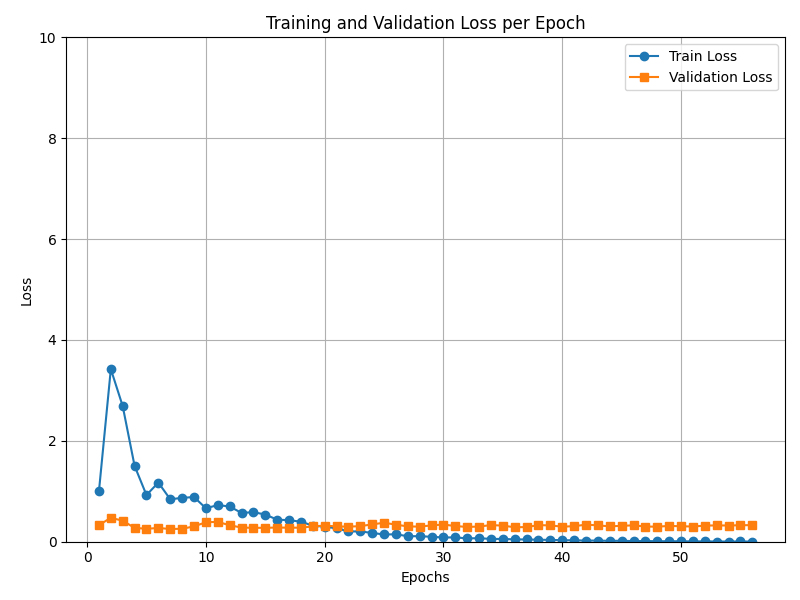 Training and Validation Loss per Epoch
10
8
6
4
2
0
Loss
Train Loss
Validation Loss
0 10 20 30 40 50
Epochs